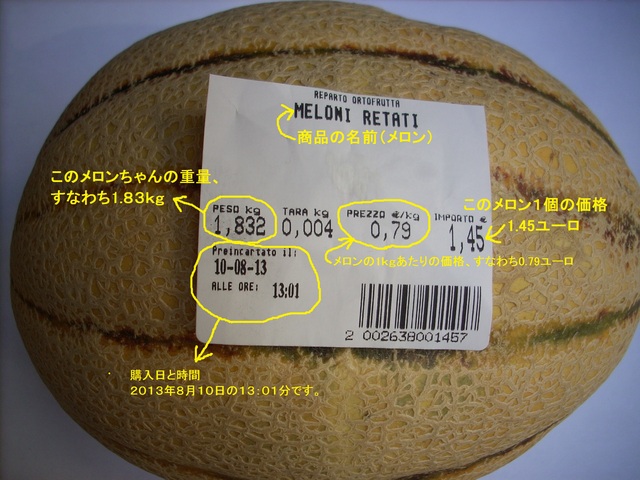 REPARTO ORTOFRUTTA
MELONI RETATI
商品の名前(メロン)
このメロンちゃんの重量、
すなわち1.83kg
このメロン1個の価格
1.45ユーロ
PESO kg TARA kg PREZZO €/kg IMPORTO €
1,832 0,004 0,79 1,45
メロンの1kgあたりの価格、すなわち0.79ユーロ
Preincartato il:
10-08-13
ALLE ORE: 13:01
2 002638001457
購入日と時間
2013年8月10日の13:01分です。